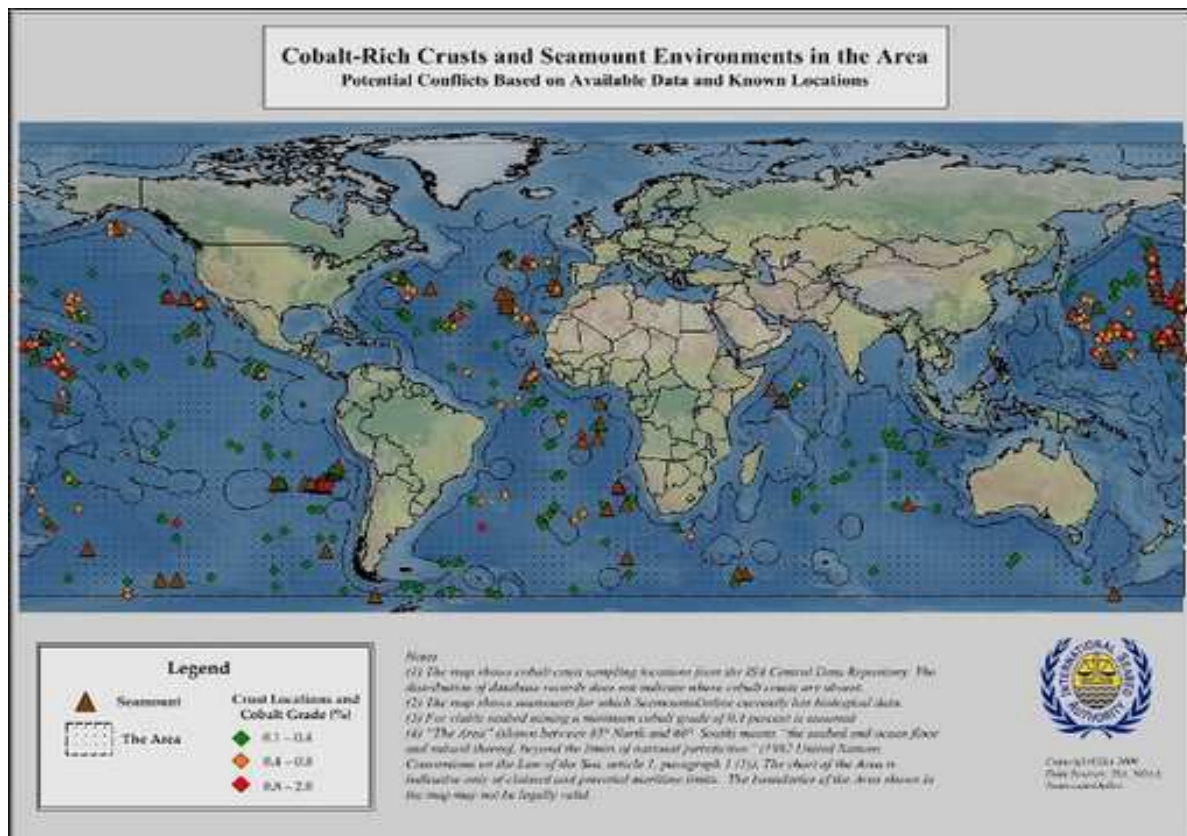 Cobalt-Rich Crusts and Seamount Environments in the Area
Potential Conflicts Based on Available Data and Known Locations
Legend
Seamount
The Area
Crust Locations and
Cobalt Grade (%)
0.1 – 0.4
0.4 – 0.8
0.8 – 2.0
Notes
(1) The map shows cobalt crust sampling locations from the ISA Central Data Repository. The
distribution of database records does not indicate where cobalt crusts are absent.
(2) The map shows seamounts for which SeamountsOnline currently has biological data.
(3) For viable seabed mining a minimum cobalt grade of percent is assumed
(4) "The Area" (shown between North and South) means "the seabed and ocean floor
and subsoil thereof, beyond the limits of national jurisdiction" (1982 United Nations
Convention on the Law of the Sea, article 1, paragraph 1 (1)). The chart of the Area is
indicative only of claimed and potential maritime limits. The boundaries of the Area shown in
the map may not be legally valid.
INTERNATIONAL SEABED
AUTHORITY
Copyright ISA
Data Sources: ISA,